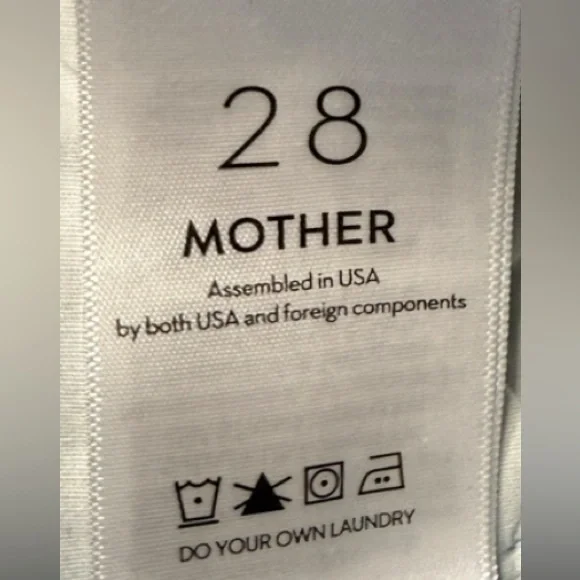 28
MOTHER
Assembled in USA
by both USA and foreign components
DO YOUR OWN LAUNDRY